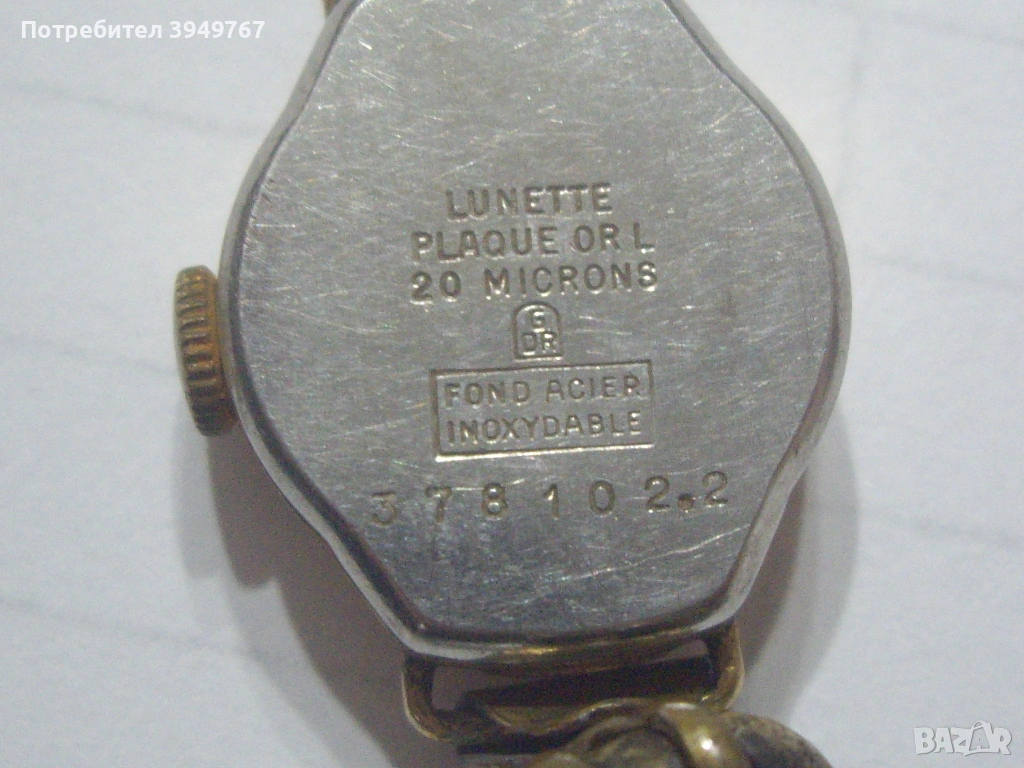 Потребител 3949767
LUNETTE
PLAQUE OR L
20 MICRONS
G.
DR
FOND ACIER
INOXYDABLE
378102.2
BAZAR